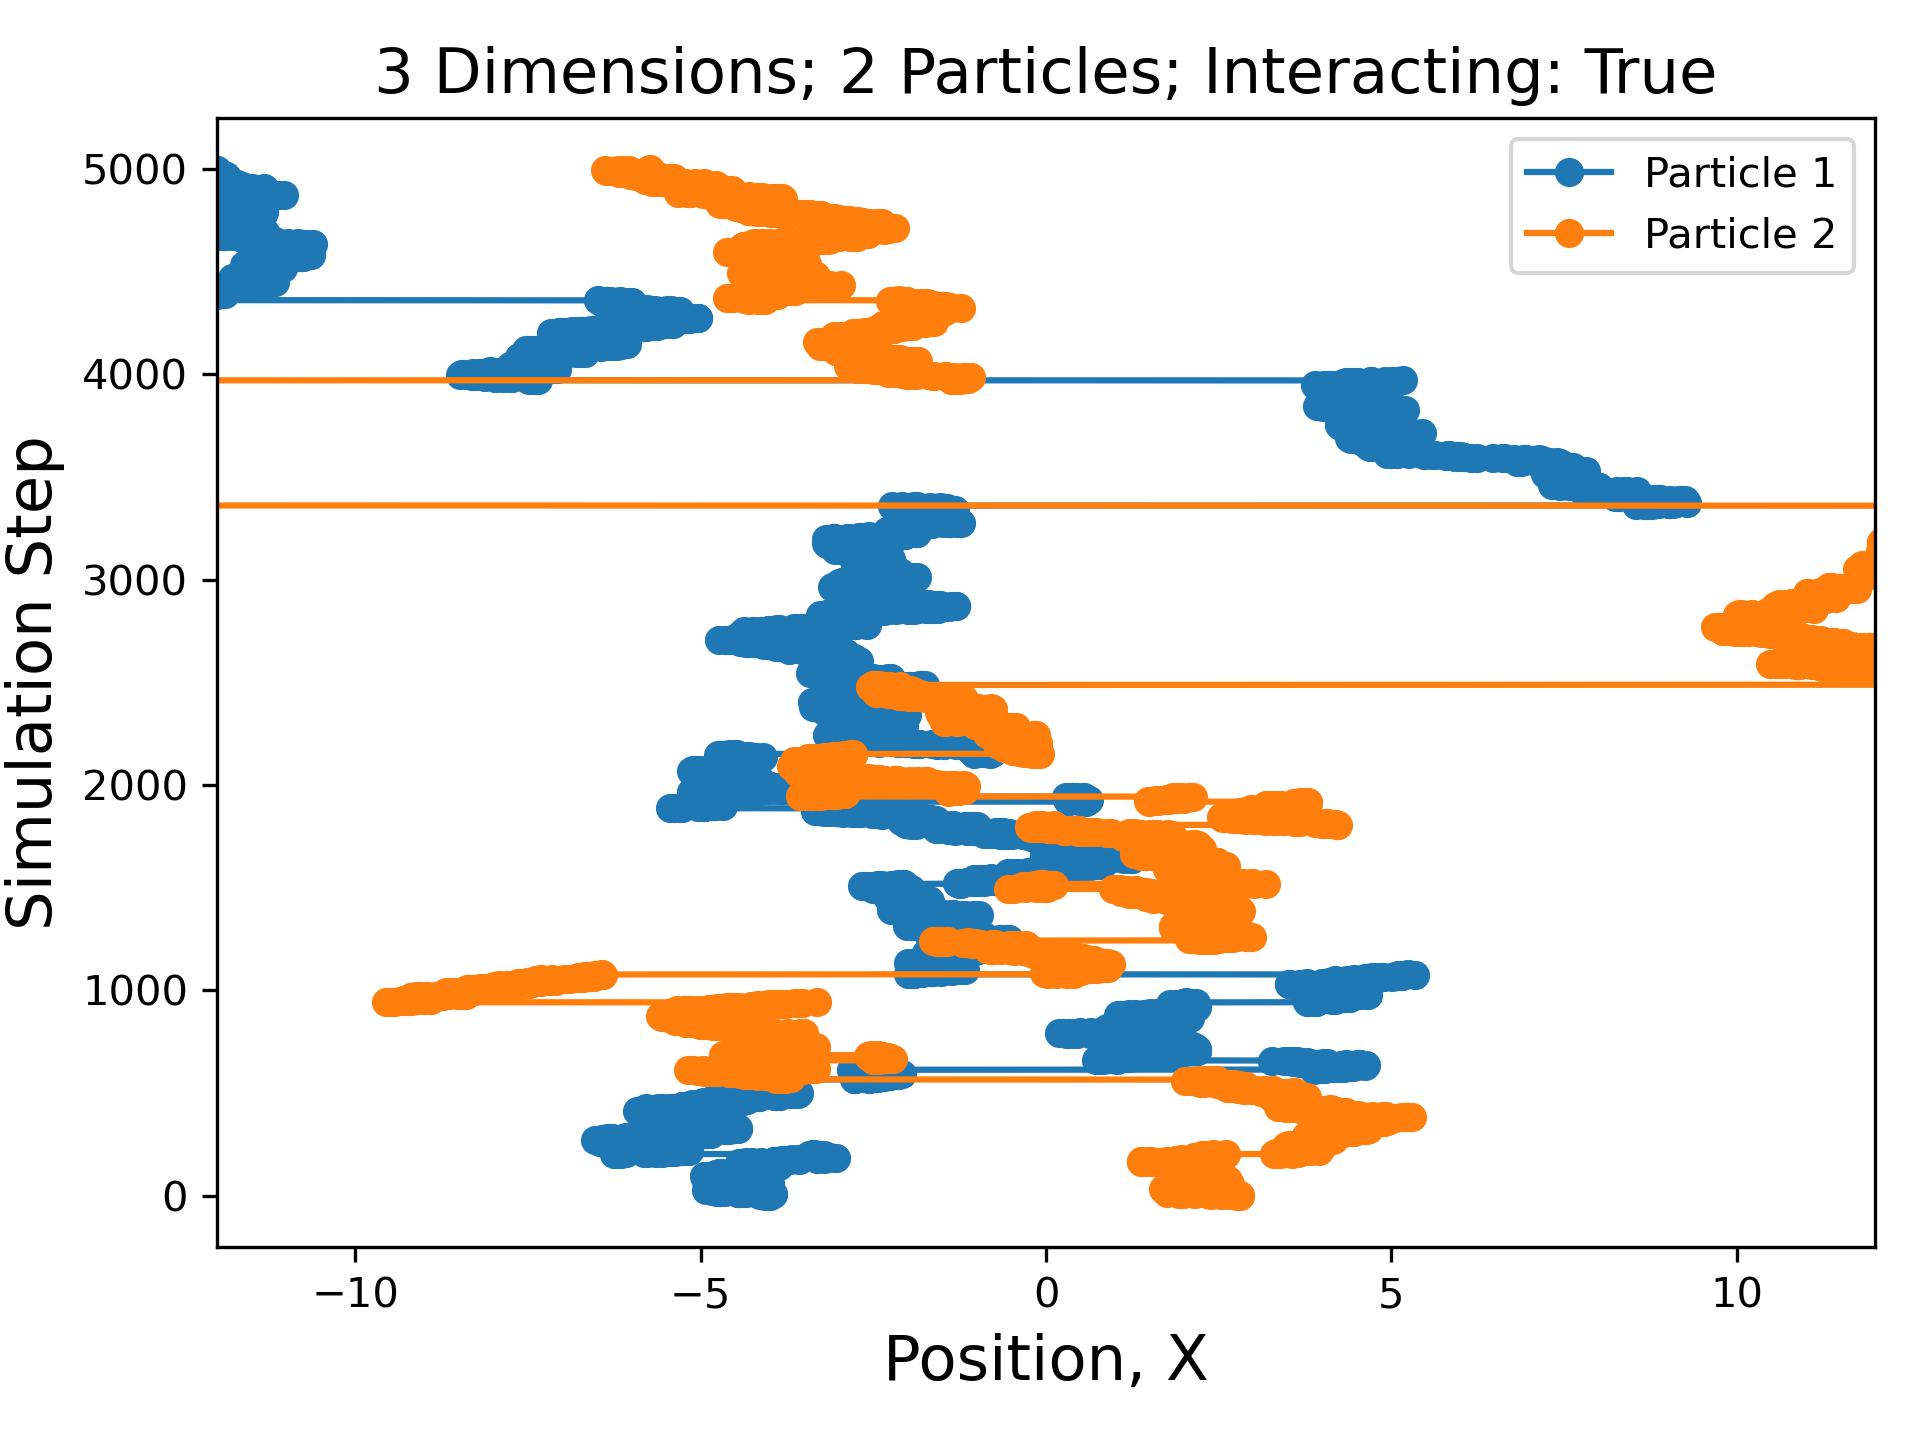 3 Dimensions; 2 Particles; Interacting: True
Particle 1
Particle 2
5000
4000
3000
2000
1000
0
Simulation Step
−10
−5
0
5
10
Position, X